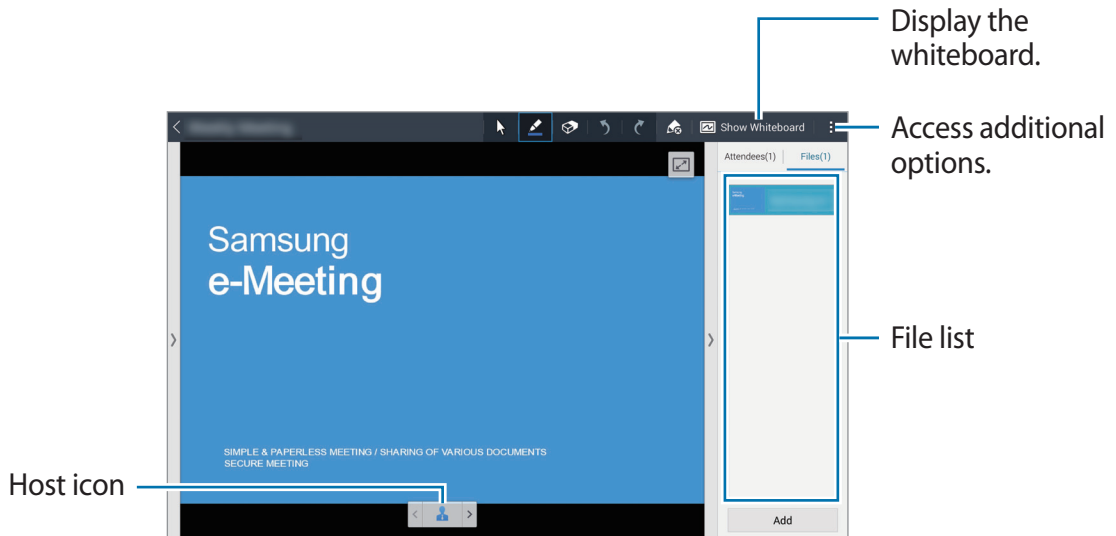 Display the
whiteboard.
Show Whiteboard
Access additional
options.
Attendees(1)
Files(1)
Samsung
e-Meeting
File list
SIMPLE & PAPERLESS MEETING / SHARING OF VARIOUS DOCUMENTS
SECURE MEETING
Host icon
Add